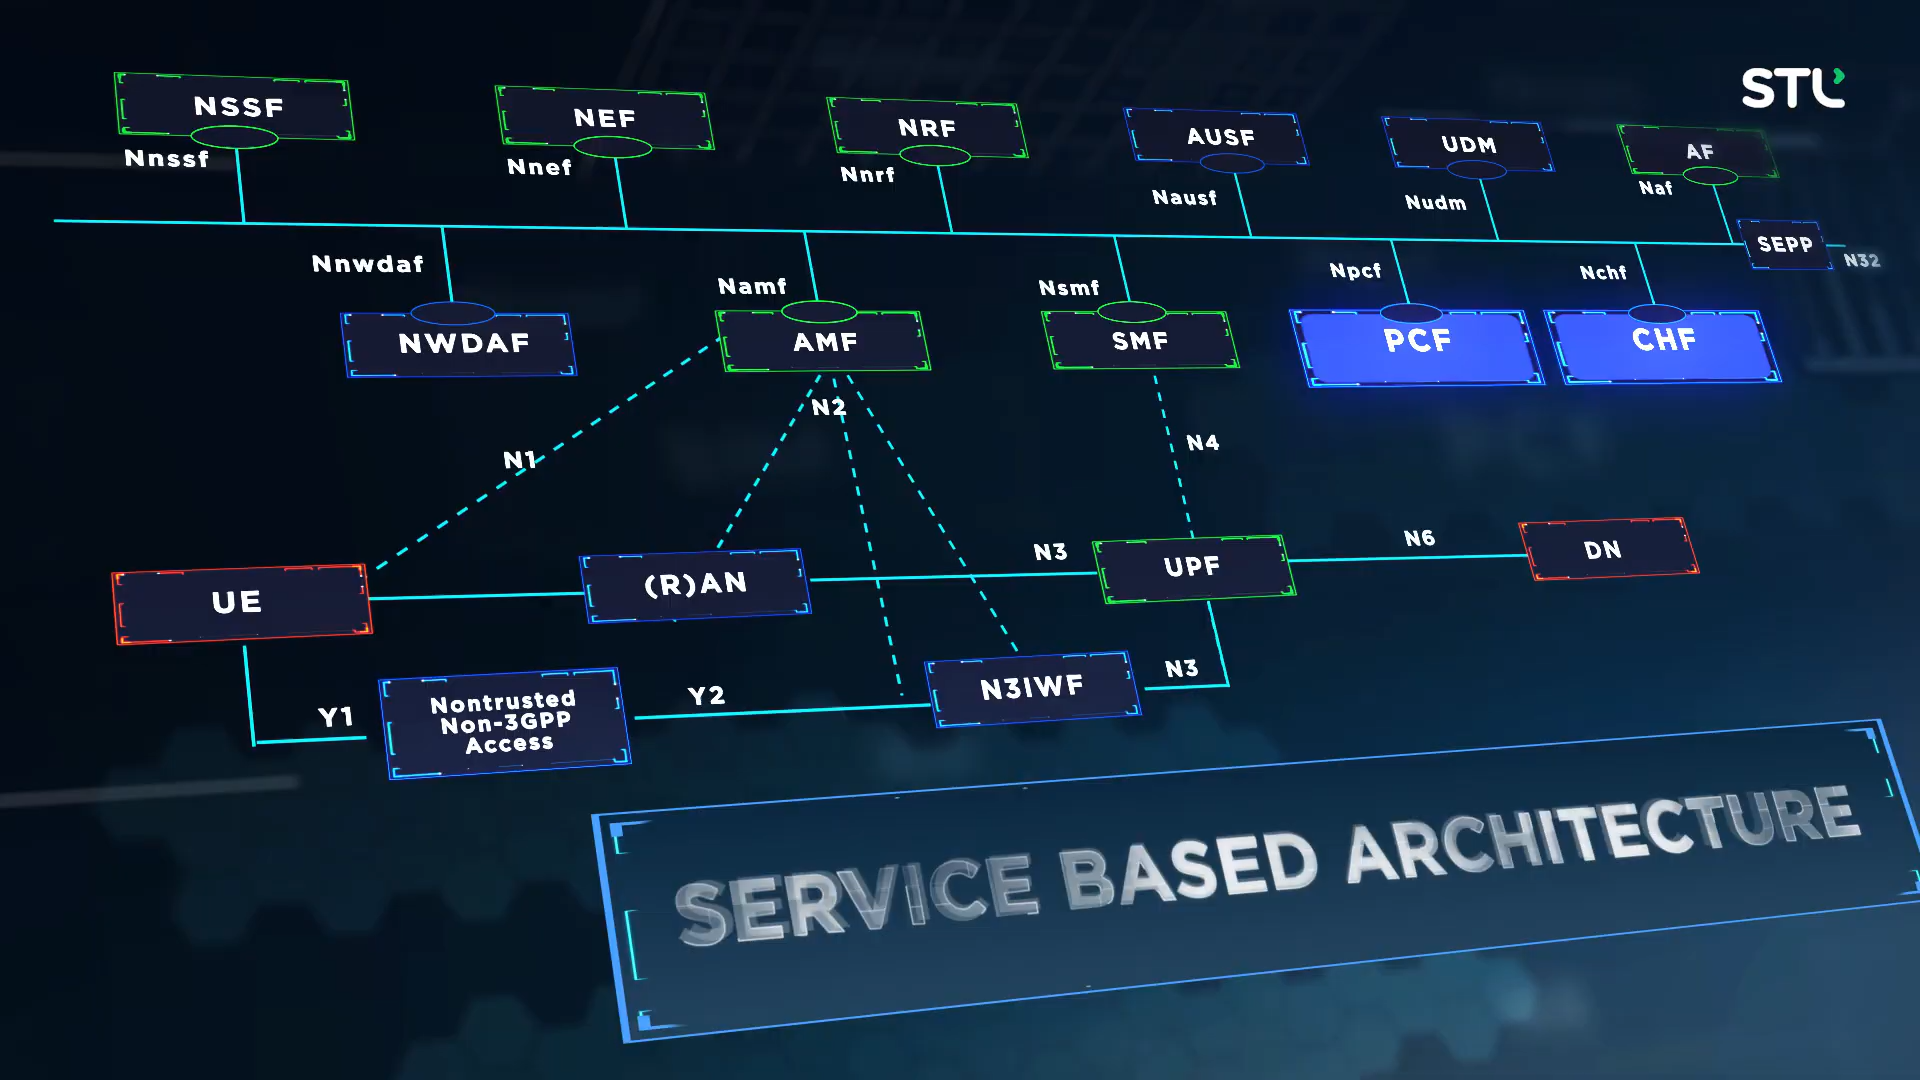 STL
NSSF
NEF
NRF
AUSF
UDM
AF
Nnssf
Nnef
Nnrf
Nausf
Nudm
Naf
SEPP
N32
Nnwdaf
Namf
Nsmf
Npcf
Nchf
NWDAF
AMF
SMF
PCF
CHF
N2
N1
N4
N3
N6
UE
(R)AN
UPF
DN
Y1
Nontrusted
Non-3GPP
Access
Y2
N3IWF
N3
SERVICE BASED ARCHITECTURE